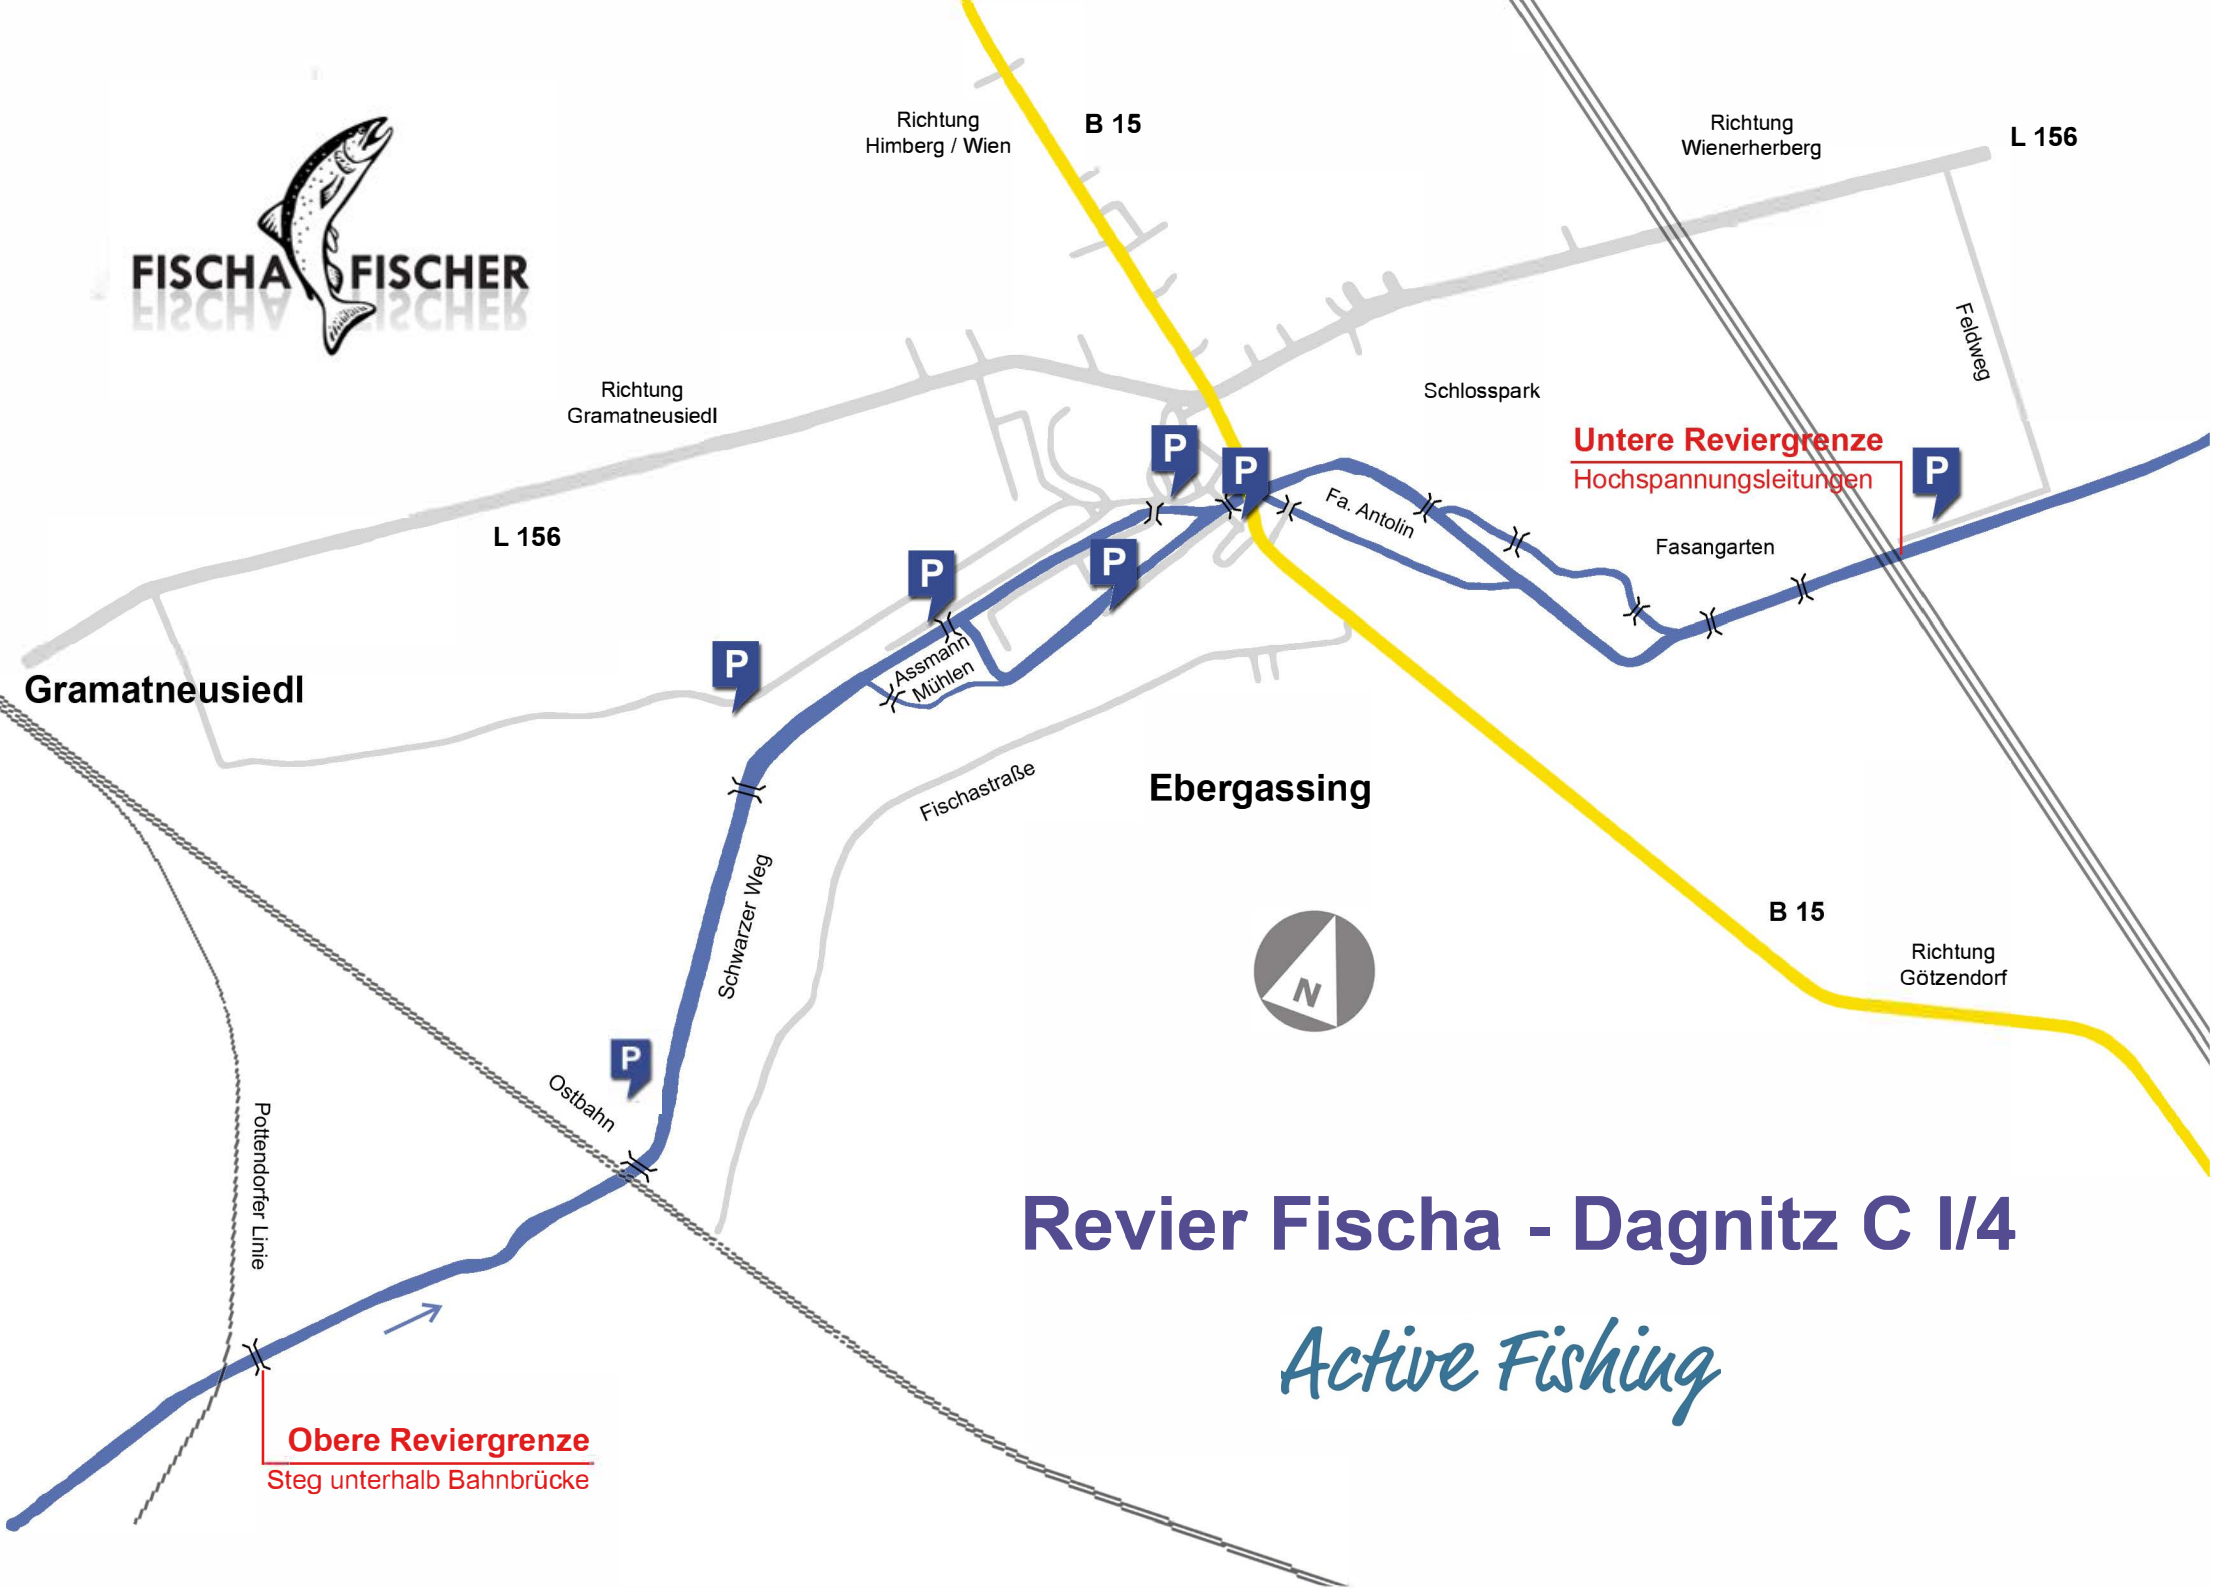 Richtung
Himberg / Wien
B 15
Richtung
Wienerherberg
L 156
FISCHA FISCHER
Feldweg
Richtung
Gramatneusiedl
Schlosspark
Untere Reviergrenze
Hochspannungsleitungen
P
P
P
Fa. Antolin
L 156
Fasangarten
P
P
P
Assmann
Mühlen
Gramatneusiedl
Fischastraße
Ebergassing
Schwarzer Weg
B 15
Richtung
Götzendorf
N
P
Ostbahn
Pottendorfer Linie
Revier Fischa - Dagnitz C I/4
Active Fishing
Obere Reviergrenze
Steg unterhalb Bahnbrücke